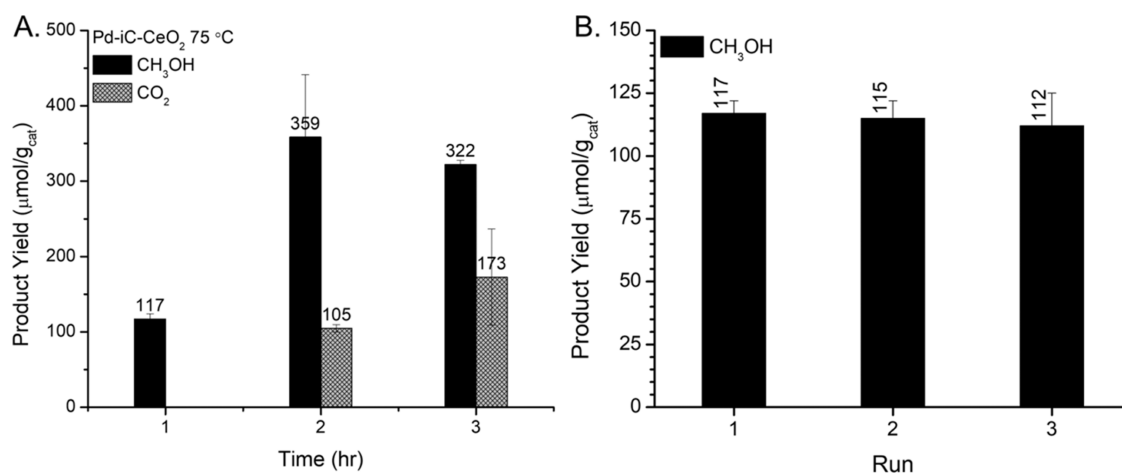 A.
Pd-iC-CeO₂ 75 °C
CH₃OH
CO₂
Product Yield (μmol/g_cat)
500
400
300
200
100
0
117
359
105
322
173
1 2 3
Time (hr)
B.
CH₃OH
Product Yield (μmol/g_cat)
150
125
100
75
50
25
0
117
115
112
1 2 3
Run